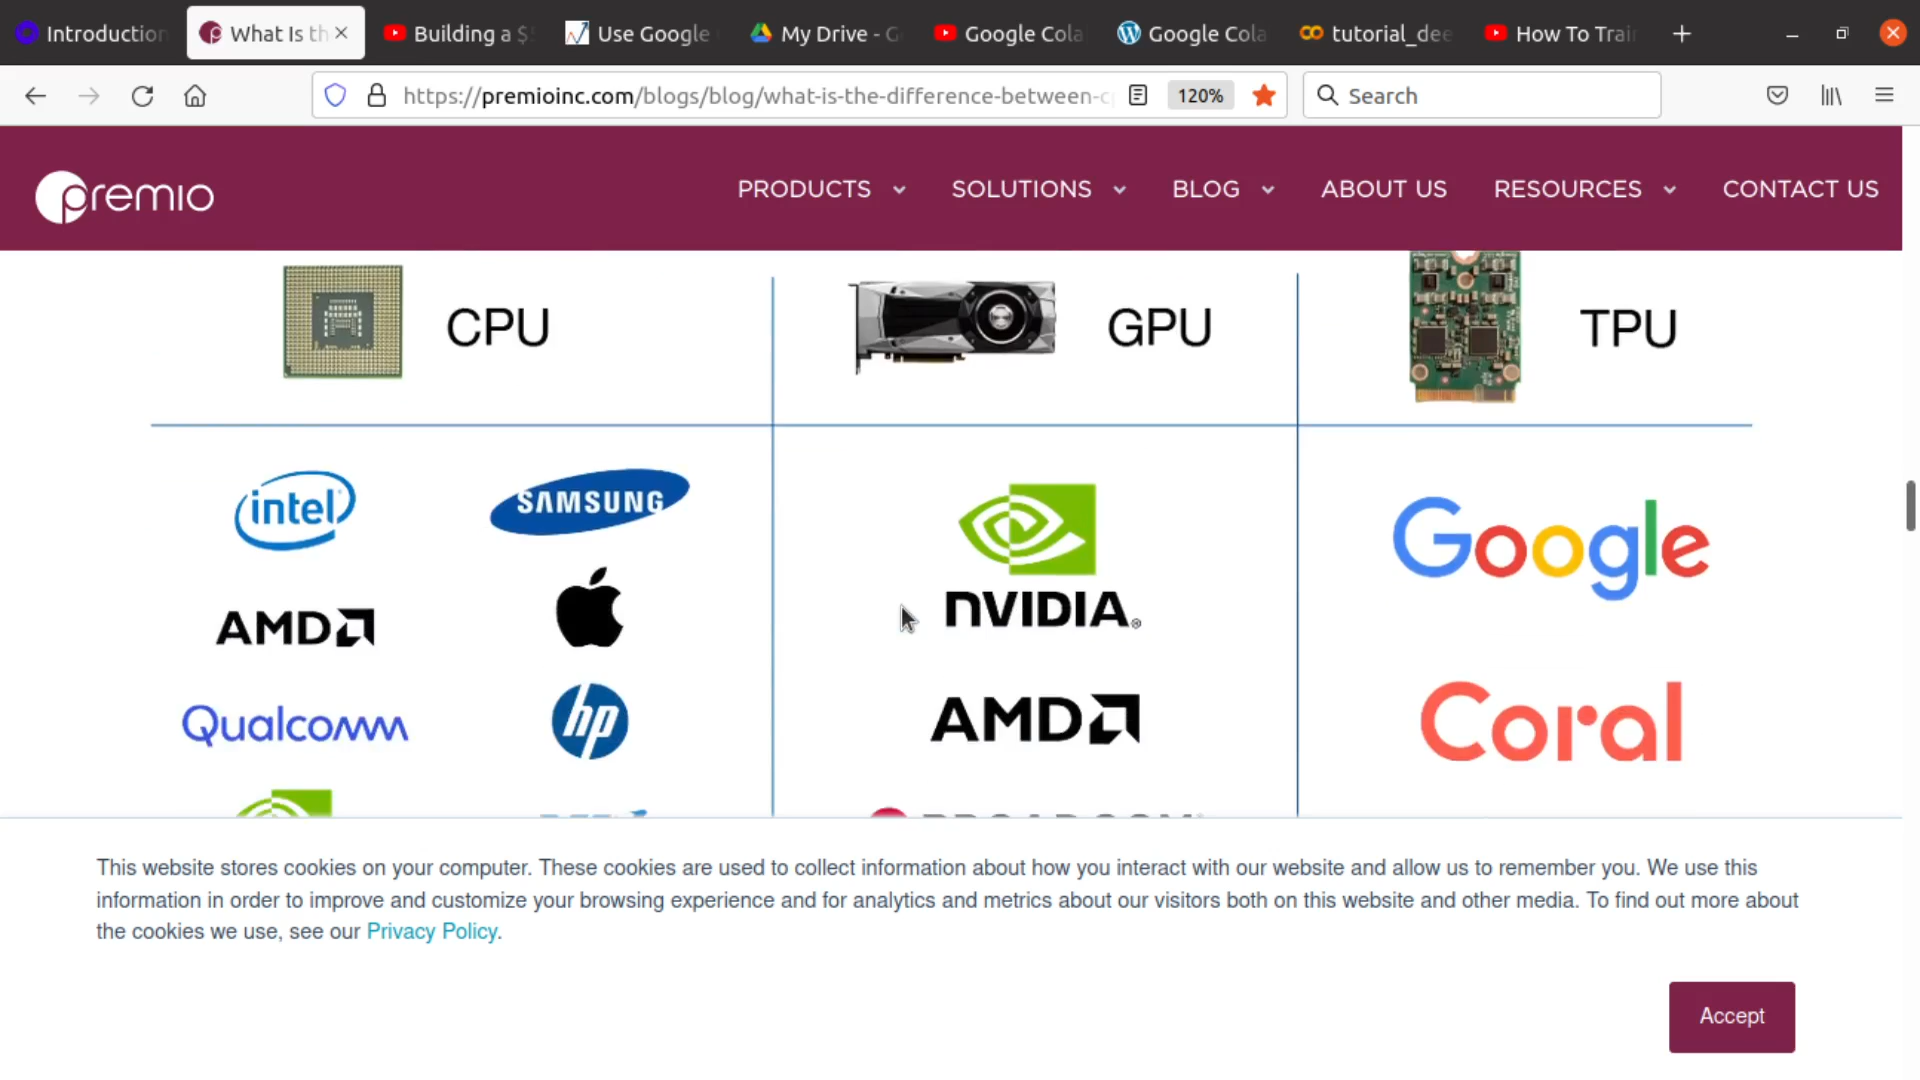 Introduction
What Is th
Building a $
Use Google
My Drive - G
Google Cola
Google Cola
tutorial_dee
How To Trai
https://premioinc.com/blogs/blog/what-is-the-difference-between-c
120%
Search
premio
PRODUCTS
SOLUTIONS
BLOG
ABOUT US
RESOURCES
CONTACT US
CPU
GPU
TPU
intel
SAMSUNG
NVIDIA
Google
AMD
Qualcomm
hp
AMD
Coral
This website stores cookies on your computer. These cookies are used to collect information about how you interact with our website and allow us to remember you. We use this
information in order to improve and customize your browsing experience and for analytics and metrics about our visitors both on this website and other media. To find out more about
the cookies we use, see our Privacy Policy.
Accept